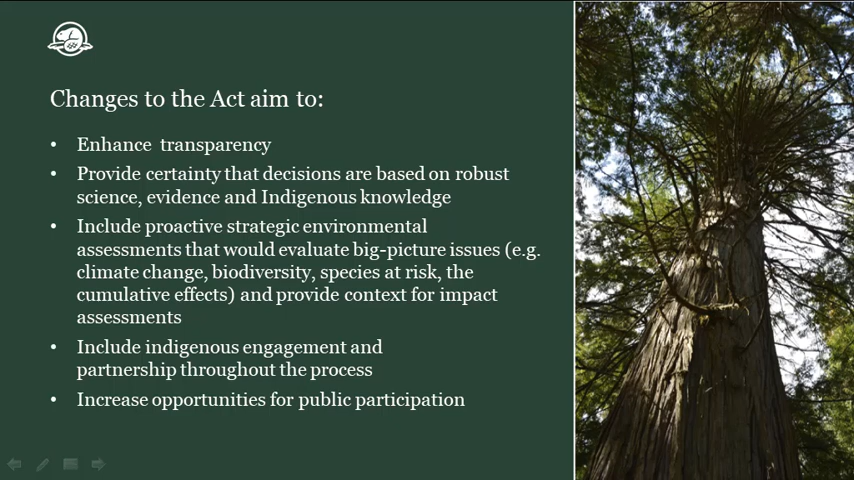 Changes to the Act aim to:
• Enhance transparency
• Provide certainty that decisions are based on robust
science, evidence and Indigenous knowledge
• Include proactive strategic environmental
assessments that would evaluate big-picture issues (e.g.
climate change, biodiversity, species at risk, the
cumulative effects) and provide context for impact
assessments
• Include indigenous engagement and
partnership throughout the process
• Increase opportunities for public participation